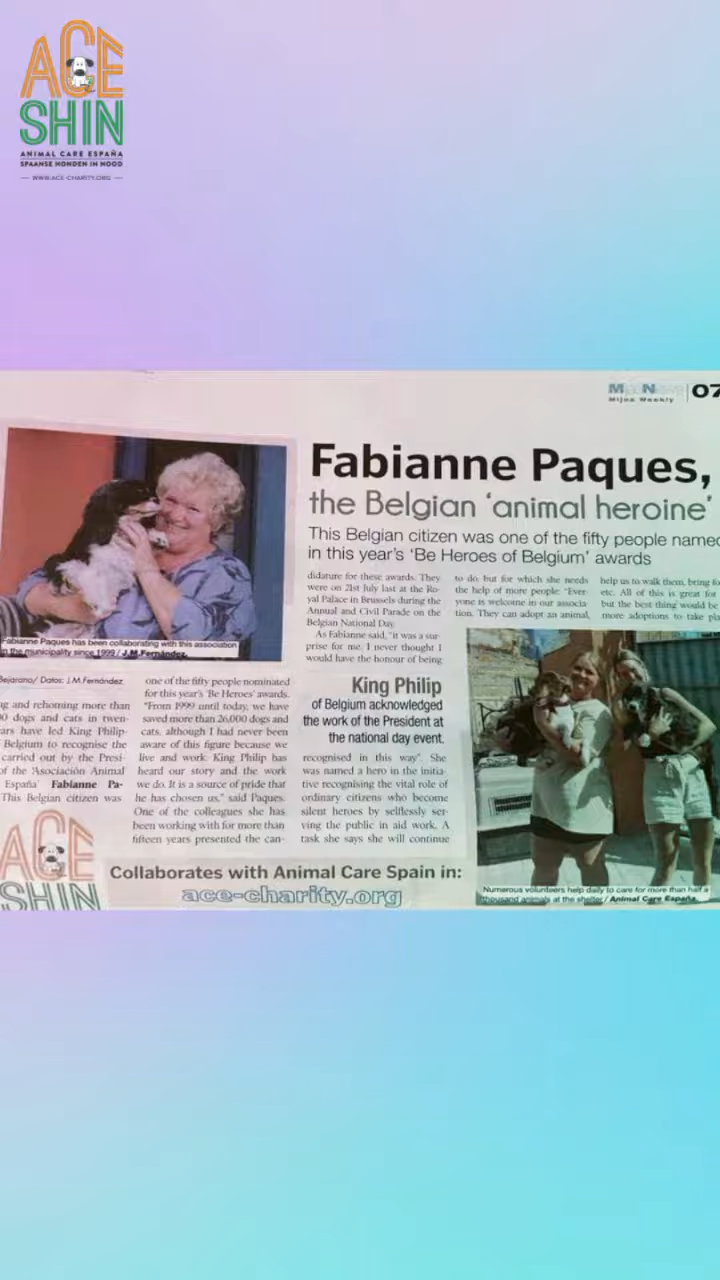 ACE
SHIN
ANIMAL CARE ESPAÑA
SPAANSE HONDEN IN NOOD
WWW.ACE-CHARITY.ORG
Mijas Weekly
07
Fabianne Paques,
the Belgian 'animal heroine'
This Belgian citizen was one of the fifty people named
in this year's 'Be Heroes of Belgium' awards
Fabianne Paques has been collaborating with this association
in the municipality since 1999 / J.M.Fernández.
Bejarano/ Datos: J.M.Fernández
ng and rehoming more than
0 dogs and cats in twen-
ars have led King Philip-
Belgium to recognise the
carried out by the Presi-
of the 'Asociación Animal
España' Fabianne Pa-
This Belgian citizen was
one of the fifty people nominated
for this year's 'Be Heroes' awards.
"From 1999 until today, we have
saved more than 26,000 dogs and
cats, although I had never been
aware of this figure because we
live and work. King Philip has
heard our story and the work
we do. It is a source of pride that
he has chosen us," said Paques.
One of the colleagues she has
been working with for more than
fifteen years presented the can-
didature for these awards. They
were on 21st July last at the Ro-
yal Palace in Brussels during the
Annual and Civil Parade on the
Belgian National Day.
As Fabianne said, "it was a sur-
prise for me. I never thought I
would have the honour of being
King Philip
of Belgium acknowledged
the work of the President at
the national day event.
recognised in this way". She
was named a hero in the initia-
tive recognising the vital role of
ordinary citizens who become
silent heroes by selflessly ser-
ving the public in aid work. A
task she says she will continue
to do, but for which she needs
the help of more people: "Ever-
yone is welcome in our associa-
tion. They can adopt an animal,
help us to walk them, bring fo
etc. All of this is great for
but the best thing would be
more adoptions to take pla
Numerous volunteers help daily to care for more than half a
thousand animals at the shelter / Animal Care España.
ACE
SHIN
Collaborates with Animal Care Spain in:
ace-charity.org